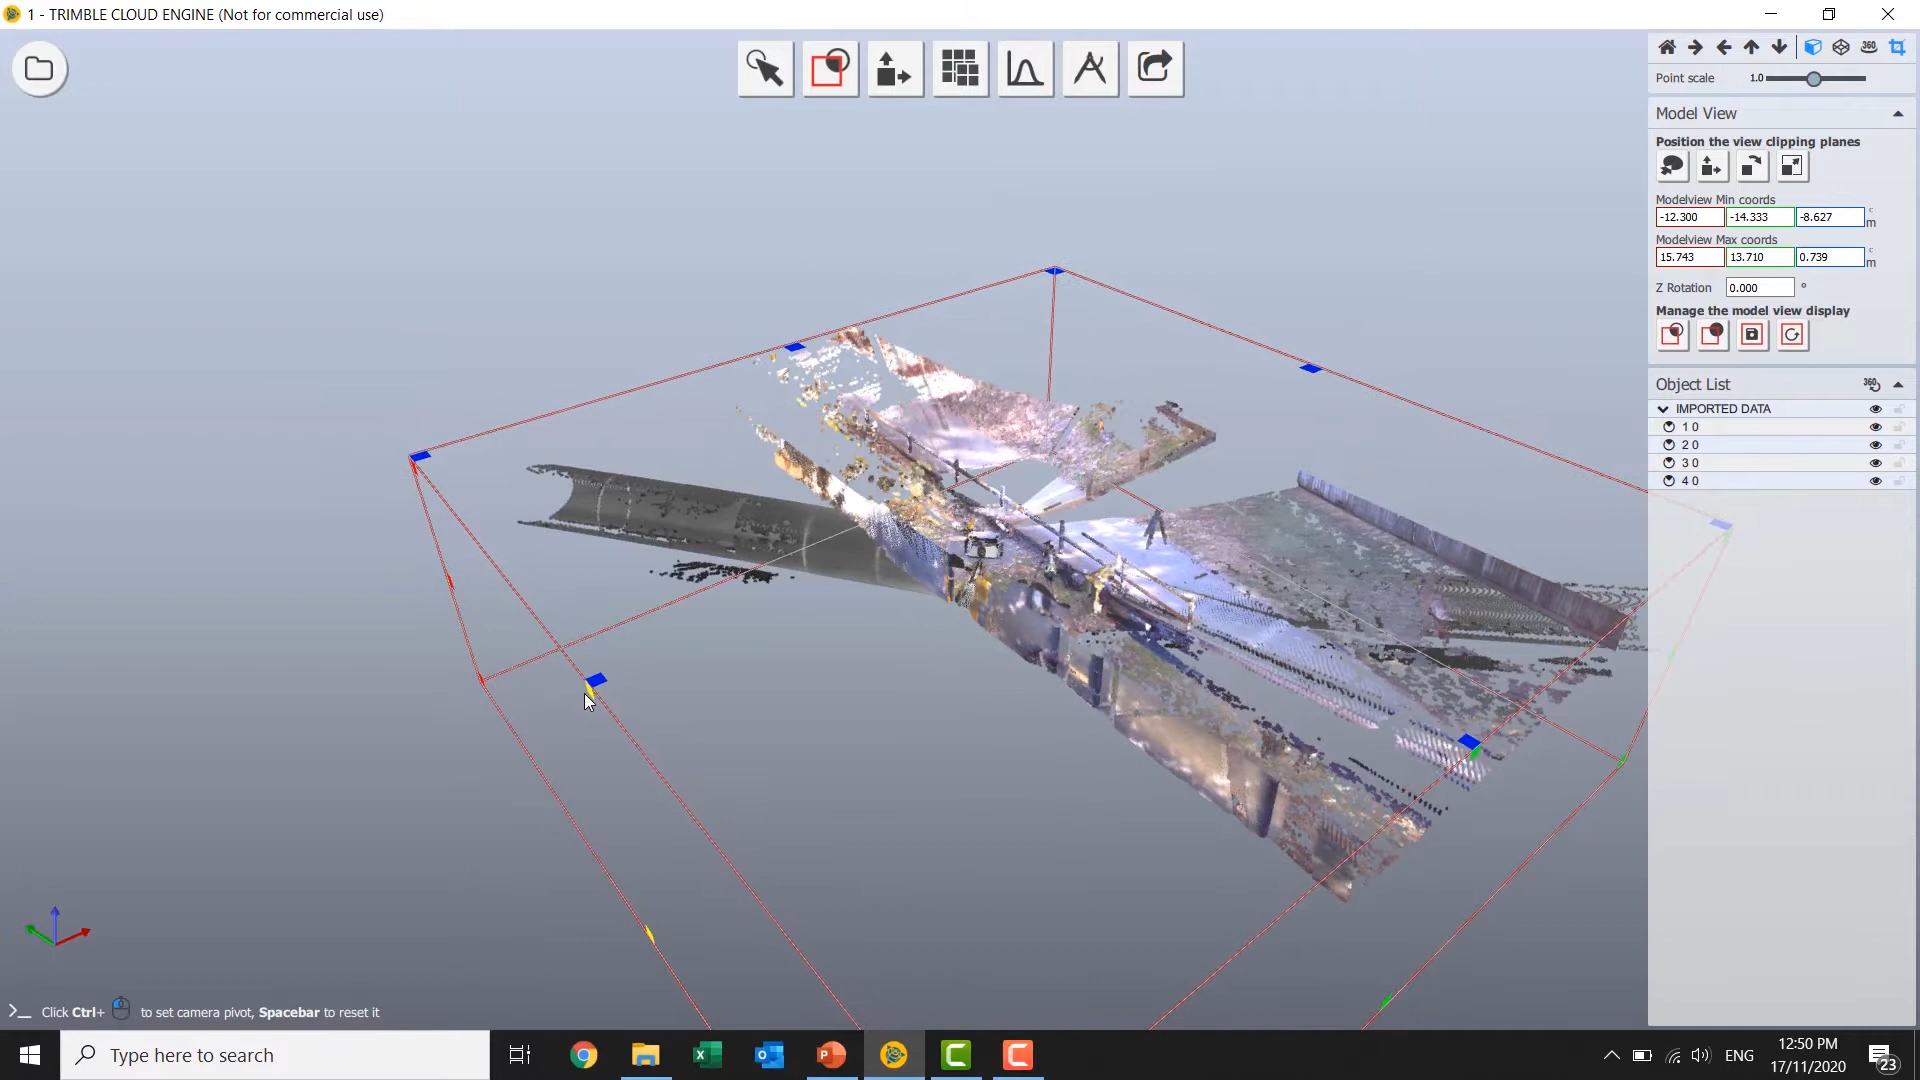 1 - TRIMBLE CLOUD ENGINE (Not for commercial use)
360
Point scale 1.0
Model View
Position the view clipping planes
Modelview Min coords
-12.300 -14.333 -8.627 c m
Modelview Max coords
15.743 13.710 0.739 c m
Z Rotation 0.000 °
Manage the model view display
Object List 360
IMPORTED DATA
1 0
2 0
3 0
4 0
Click Ctrl+ to set camera pivot, Spacebar to reset it
Type here to search
ENG
12:50 PM
17/11/2020
23